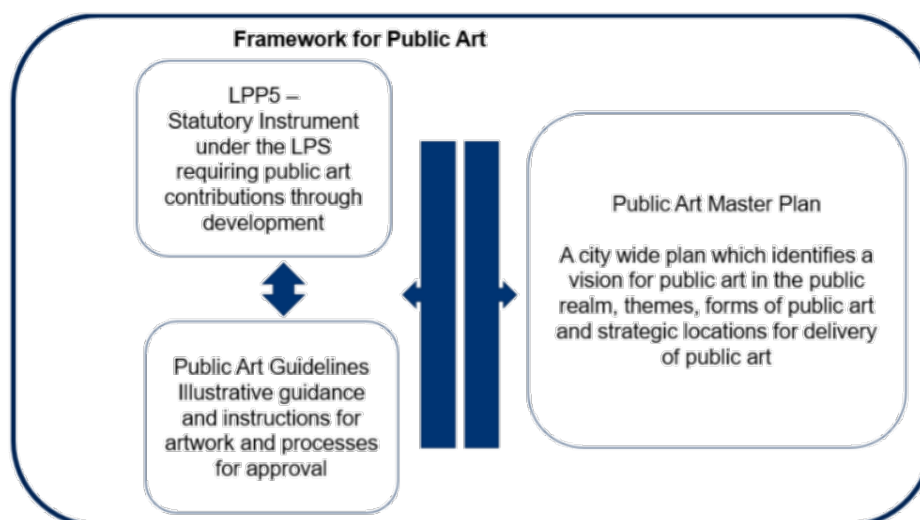 Framework for Public Art
LPP5 –
Statutory Instrument
under the LPS
requiring public art
contributions through
development
Public Art Guidelines
Illustrative guidance
and instructions for
artwork and processes
for approval
Public Art Master Plan
A city wide plan which identifies a
vision for public art in the public
realm, themes, forms of public art
and strategic locations for delivery
of public art